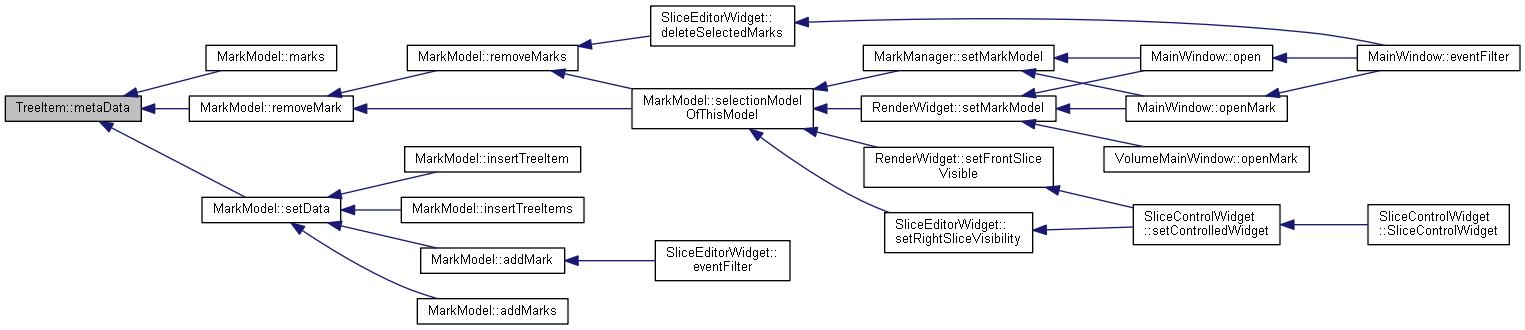 TreeItem::metaData
MarkModel::marks
MarkModel::removeMark
MarkModel::setData
MarkModel::removeMarks
MarkModel::insertTreeItem
MarkModel::insertTreeItems
MarkModel::addMark
MarkModel::addMarks
SliceEditorWidget::
deleteSelectedMarks
MarkModel::selectionModel
OfThisModel
SliceEditorWidget::
eventFilter
MarkManager::setMarkModel
RenderWidget::setMarkModel
RenderWidget::setFrontSlice
Visible
SliceEditorWidget::
setRightSliceVisibility
MainWindow::open
MainWindow::openMark
VolumeMainWindow::openMark
SliceControlWidget
::setControlledWidget
MainWindow::eventFilter
SliceControlWidget
::SliceControlWidget